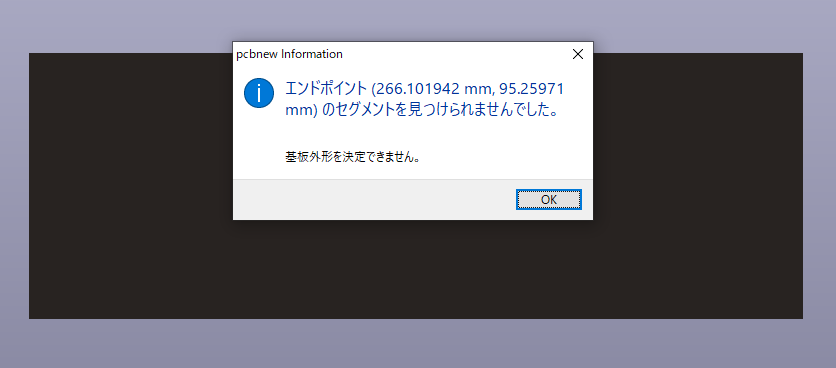 pcbnew Information
エンドポイント (266.101942 mm, 95.25971
mm) のセグメントを見つけられませんでした。
基板外形を決定できません。
OK